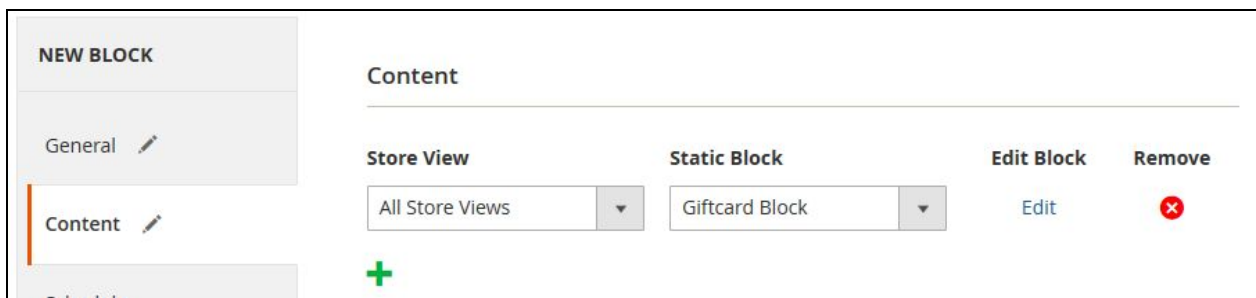 NEW BLOCK
General
Content
Content
Store View Static Block Edit Block Remove
All Store Views Giftcard Block Edit